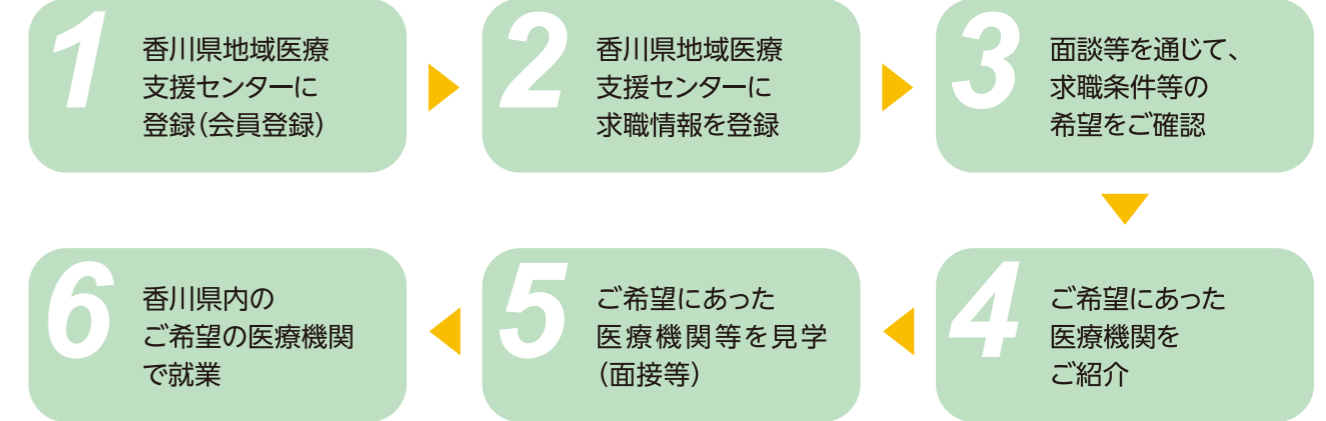 1
香川県地域医療
支援センターに
登録（会員登録）
2
香川県地域医療
支援センターに
求職情報を登録
3
面談等を通じて、
求職条件等の
希望をご確認
4
ご希望にあった
医療機関を
ご紹介
5
ご希望にあった
医療機関等を見学
（面接等）
6
香川県内の
ご希望の医療機関
で就業